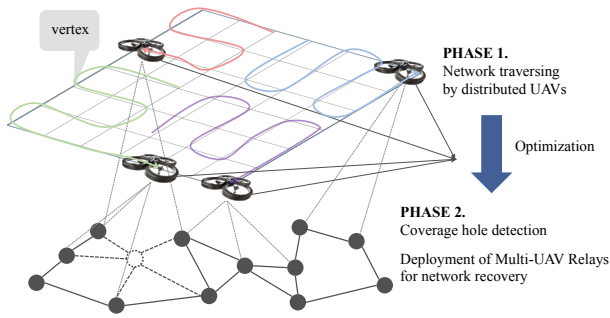 vertex
PHASE 1.
Network traversing
by distributed UAVs
Optimization
PHASE 2.
Coverage hole detection
Deployment of Multi-UAV Relays
for network recovery